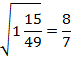 √(1 15/49) = 8/7